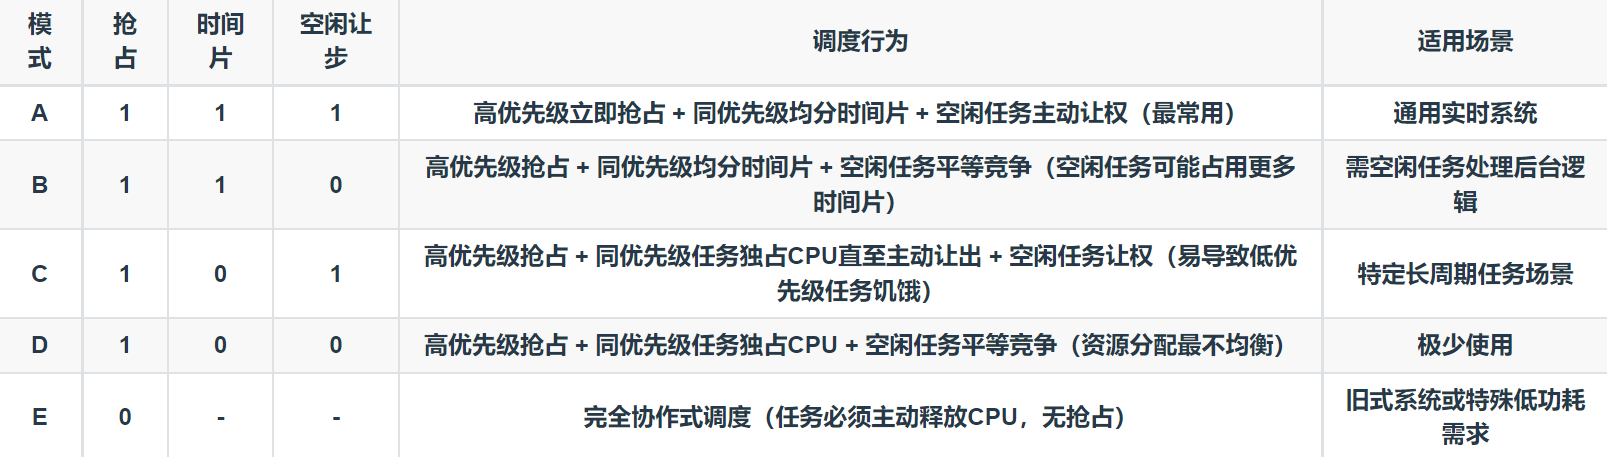 模 抢 时间 空闲让 调度行为 适用场景
式 占 片 步
A 1 1 1 高优先级立即抢占 + 同优先级均分时间片 + 空闲任务主动让权（最常用） 通用实时系统
B 1 1 0 高优先级抢占 + 同优先级均分时间片 + 空闲任务平等竞争（空闲任务可能占用更多 需空闲任务处理后台逻
时间片） 辑
C 1 0 1 高优先级抢占 + 同优先级任务独占CPU直至主动让出 + 空闲任务让权（易导致低优 特定长周期任务场景
先级任务饥饿）
D 1 0 0 高优先级抢占 + 同优先级任务独占CPU + 空闲任务平等竞争（资源分配最不均衡） 极少使用
E 0 - - 完全协作式调度（任务必须主动释放CPU，无抢占） 旧式系统或特殊低功耗
需求